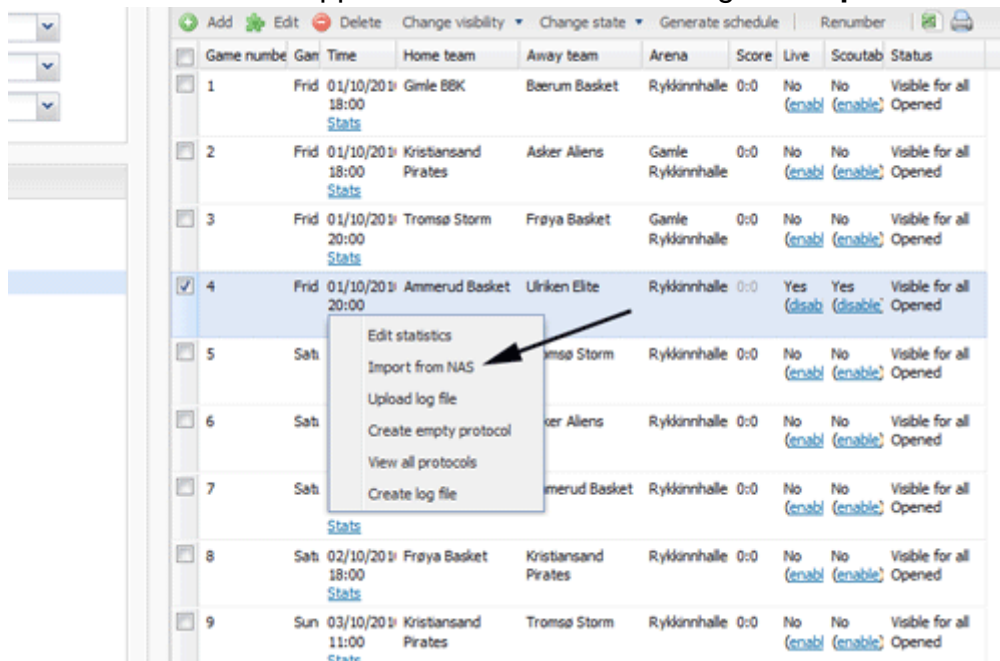 Add Edit Delete Change visibility Change state Generate schedule | Renumber |
Game numbe Gan Time Home team Away team Arena Score Live Scoutab Status
1 Frid 01/10/201 Gimle BBK Bærum Basket Rykkinnhalle 0:0 No No Visible for all
18:00 (enabl (enable) Opened
Stats
2 Frid 01/10/201 Kristiansand Asker Aliens Gamle 0:0 No No Visible for all
18:00 Pirates Rykkinnhalle (enabl (enable) Opened
Stats
3 Frid 01/10/201 Tromsø Storm Frøya Basket Gamle 0:0 No No Visible for all
20:00 Rykkinnhalle (enabl (enable) Opened
Stats
4 Frid 01/10/201 Ammerud Basket Ulriken Elite Rykkinnhalle 0:0 Yes Yes Visible for all
20:00 (disab (disable) Opened
Edit statistics
Import from NAS
Upload log file
Create empty protocol
View all protocols
Create log file
5 Satu omsø Storm Rykkinnhalle 0:0 No No Visible for all
(enabl (enable) Opened
6 Satu ker Aliens Rykkinnhalle 0:0 No No Visible for all
(enabl (enable) Opened
7 Satu merud Basket Rykkinnhalle 0:0 No No Visible for all
(enabl (enable) Opened
Stats
8 Satu 02/10/201 Frøya Basket Kristiansand Rykkinnhalle 0:0 No No Visible for all
18:00 Pirates (enabl (enable) Opened
Stats
9 Sun 03/10/201 Kristiansand Tromsø Storm Rykkinnhalle 0:0 No No Visible for all
11:00 Pirates (enabl (enable) Opened
Stats